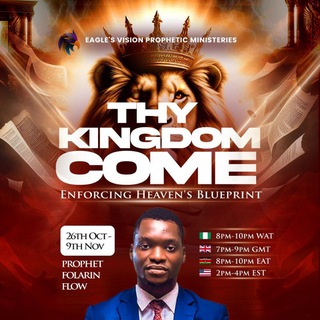 EAGLE'S VISION PROPHETIC MINISTERIES
THY
KINGDOM
COME
ENFORCING HEAVEN'S BLUEPRINT
26TH OCT -
9TH NOV
PROPHET
FOLARIN
FLOW
8PM-10PM WAT
7PM-9PM GMT
8PM-10PM EAT
2PM-4PM EST